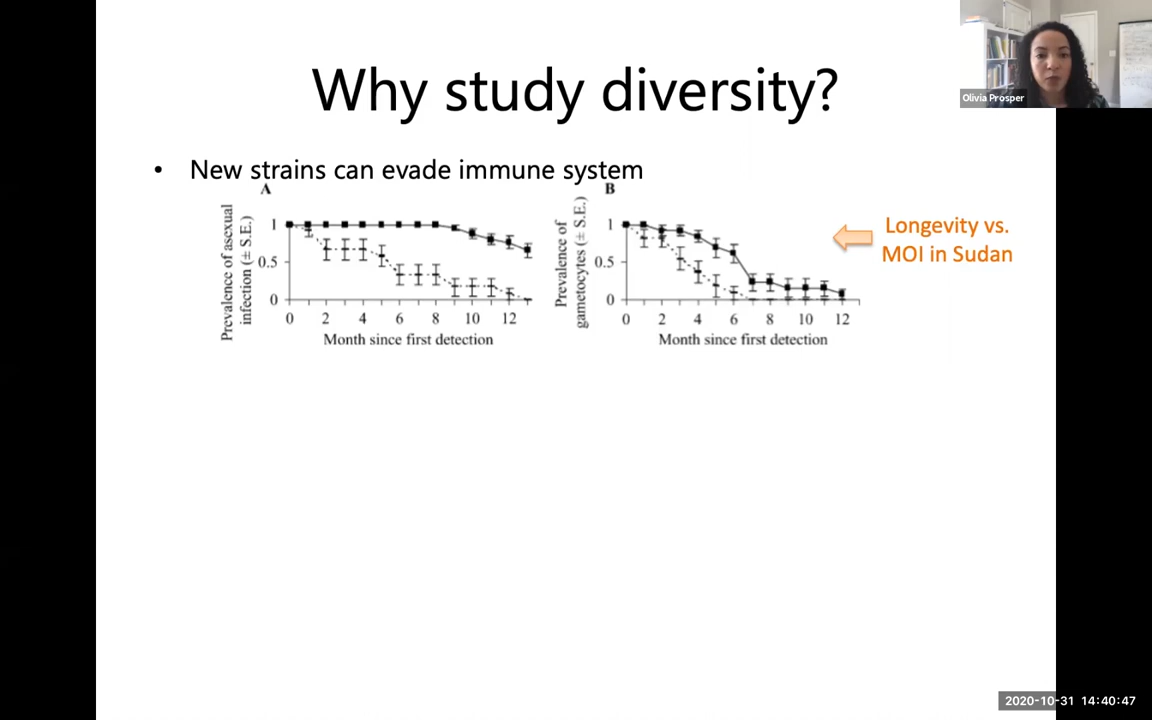 Why study diversity?
Olivia Prosper
• New strains can evade immune system
A
Prevalence of asexual
infection (± S.E.)
1
0.5
0
0 2 4 6 8 10 12
Month since first detection
B
Prevalence of
gametocytes (± S.E.)
1
0.5
0
0 2 4 6 8 10 12
Month since first detection
Longevity vs.
MOI in Sudan
2020-10-31 14:40:47